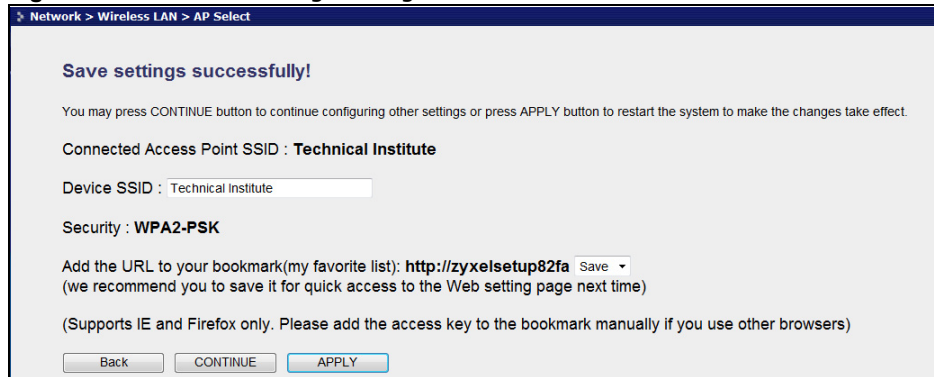 Network > Wireless LAN > AP Select
Save settings successfully!
You may press CONTINUE button to continue configuring other settings or press APPLY button to restart the system to make the changes take effect.
Connected Access Point SSID : Technical Institute
Device SSID : Technical Institute
Security : WPA2-PSK
Add the URL to your bookmark(my favorite list): http://zyxelsetup82fa Save
(we recommend you to save it for quick access to the Web setting page next time)
(Supports IE and Firefox only. Please add the access key to the bookmark manually if you use other browsers)
Back CONTINUE APPLY